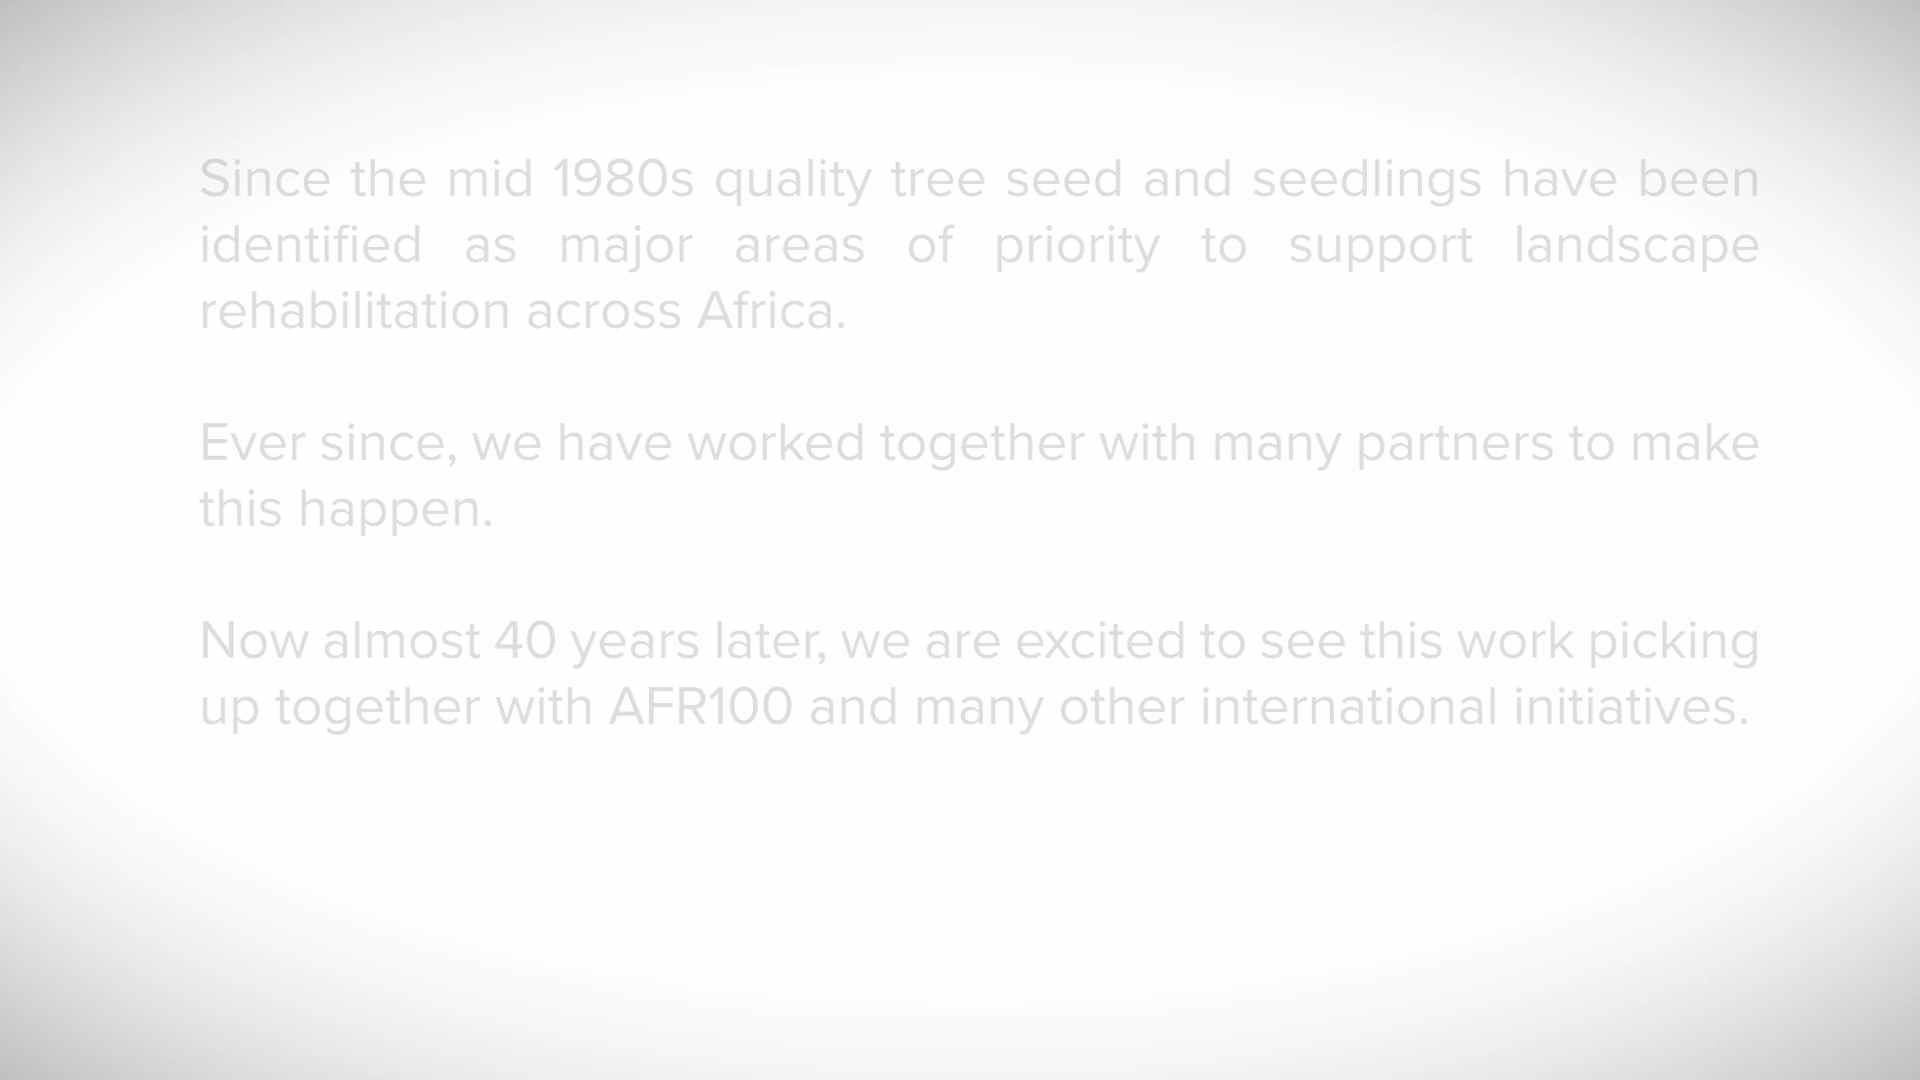 Since the mid 1980s quality tree seed and seedlings have been
identified as major areas of priority to support landscape
rehabilitation across Africa.
Ever since, we have worked together with many partners to make
this happen.
Now almost 40 years later, we are excited to see this work picking
up together with AFR100 and many other international initiatives.